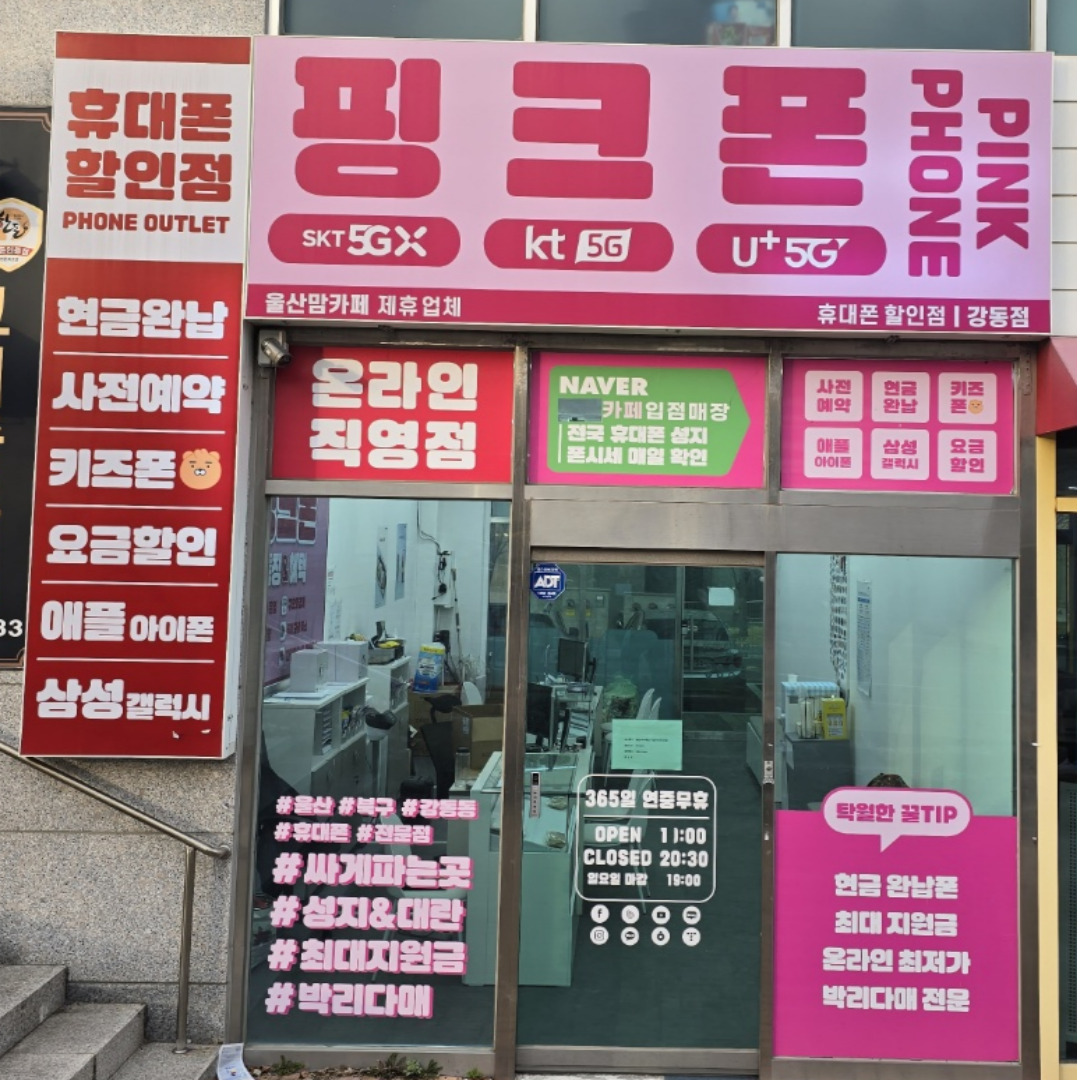 휴대폰
할인점
PHONE OUTLET
현금완납
사전예약
키즈폰
요금할인
애플 아이폰
삼성 갤럭시
핑크폰
PINK
PHONE
SKT 5GX
kt 5G
U+5G
울산맘카페 제휴업체
휴대폰 할인점 | 강동점
온라인
직영점
NAVER
카페입점매장
전국 휴대폰 성지
폰시세 매일 확인
사전
예약
현금
완납
키즈
폰
애플
아이폰
삼성
갤럭시
요금
할인
ADT
#울산 #북구 #강동동
#휴대폰 #전문점
#싸게파는곳
#성지&대란
#최대지원금
#박리다매
365일 연중무휴
OPEN
CLOSED 20:30
일요일 마감 19:00
탁월한 꿀TIP
현금 완납폰
최대 지원금
온라인 최저가
박리다매 전문
33